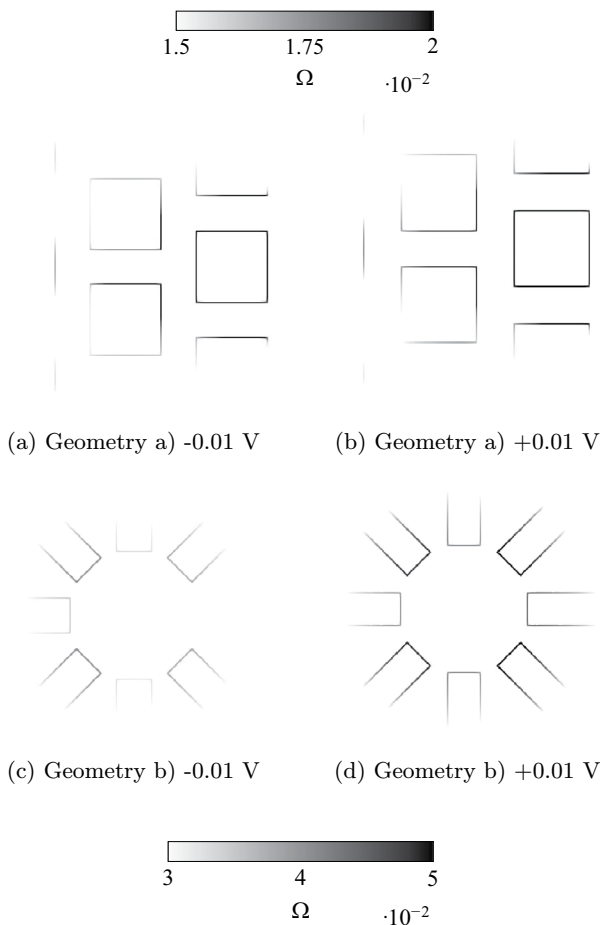 1.5 1.75 2
Ω ·10⁻²
(a) Geometry a) -0.01 V (b) Geometry a) +0.01 V
(c) Geometry b) -0.01 V (d) Geometry b) +0.01 V
3 4 5
Ω ·10⁻²